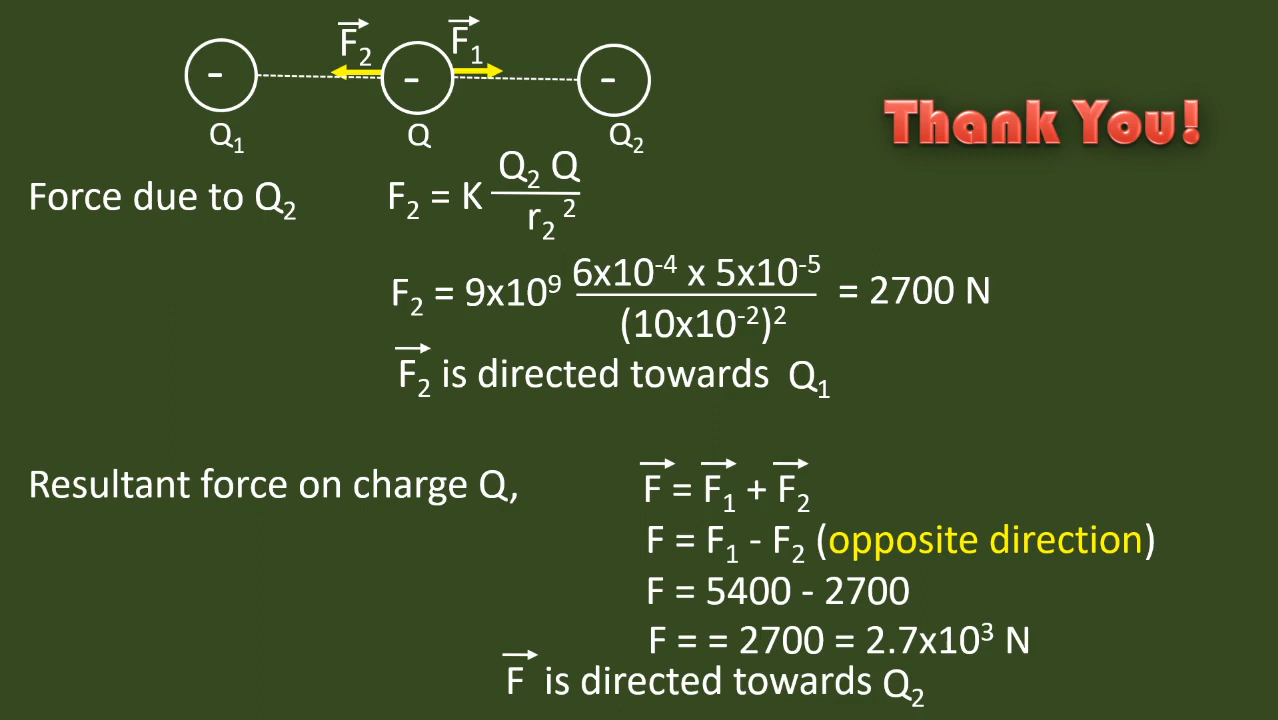 F₂ F₁
- - -
Q₁ Q Q₂
Thank You!
Force due to Q₂ F₂ = K Q₂ Q / r₂ ²
F₂ = 9x10⁹ 6x10⁻⁴ x 5x10⁻⁵ / (10x10⁻²)² = 2700 N
F₂ is directed towards Q₁
Resultant force on charge Q, F = F₁ + F₂
F = F₁ - F₂ (opposite direction)
F = 5400 - 2700
F = = 2700 = 2.7x10³ N
F is directed towards Q₂